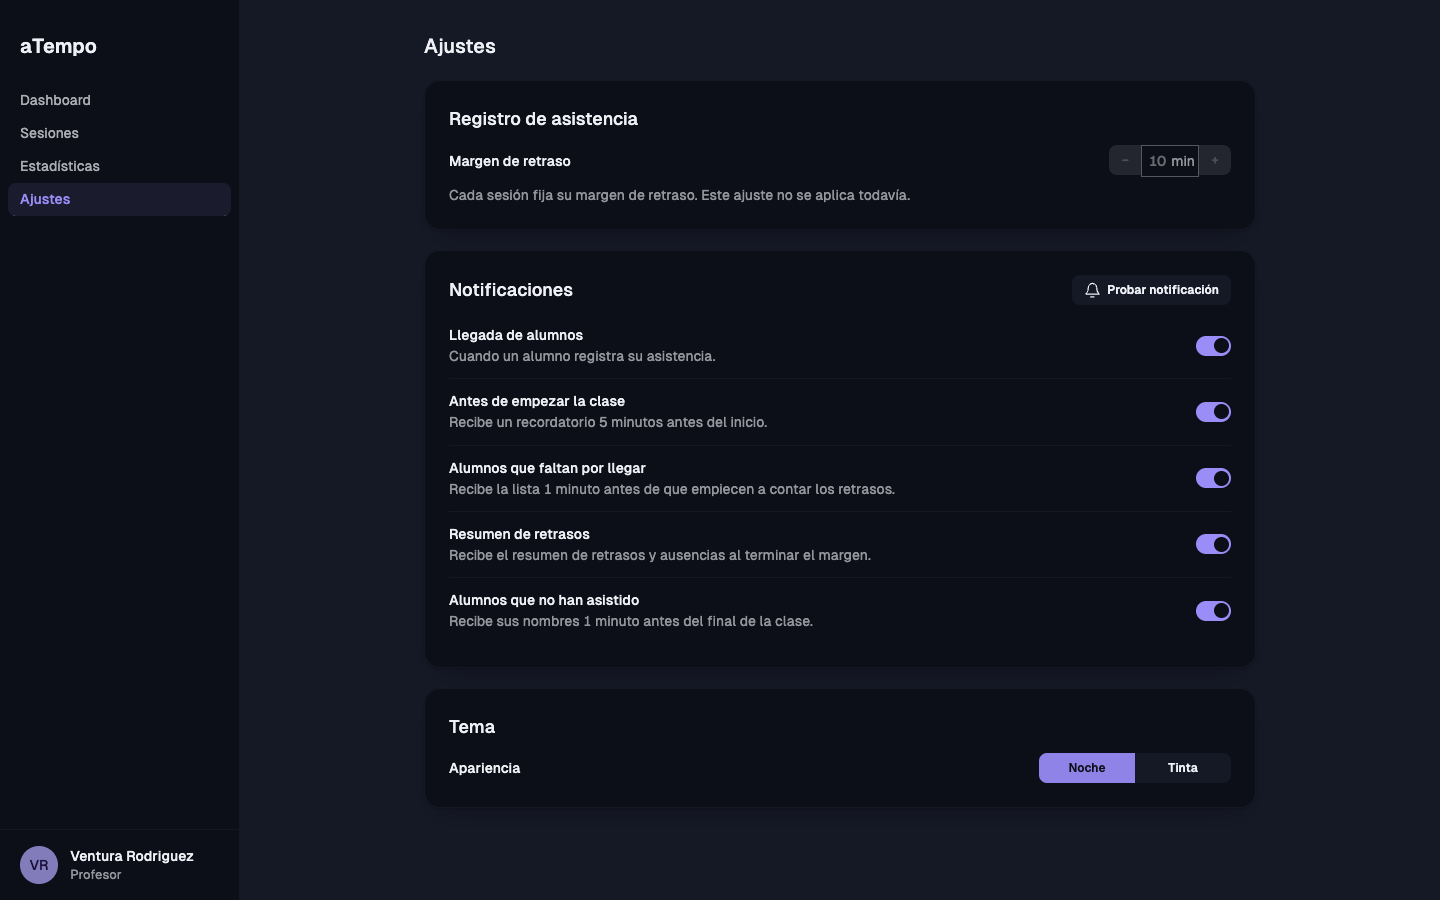 aTempo
Dashboard
Sesiones
Estadísticas
Ajustes
Ajustes
Registro de asistencia
Margen de retraso
− 10 min +
Cada sesión fija su margen de retraso. Este ajuste no se aplica todavía.
Notificaciones
Probar notificación
Llegada de alumnos
Cuando un alumno registra su asistencia.
Antes de empezar la clase
Recibe un recordatorio 5 minutos antes del inicio.
Alumnos que faltan por llegar
Recibe la lista 1 minuto antes de que empiecen a contar los retrasos.
Resumen de retrasos
Recibe el resumen de retrasos y ausencias al terminar el margen.
Alumnos que no han asistido
Recibe sus nombres 1 minuto antes del final de la clase.
Tema
Apariencia
Noche Tinta
VR
Ventura Rodriguez
Profesor